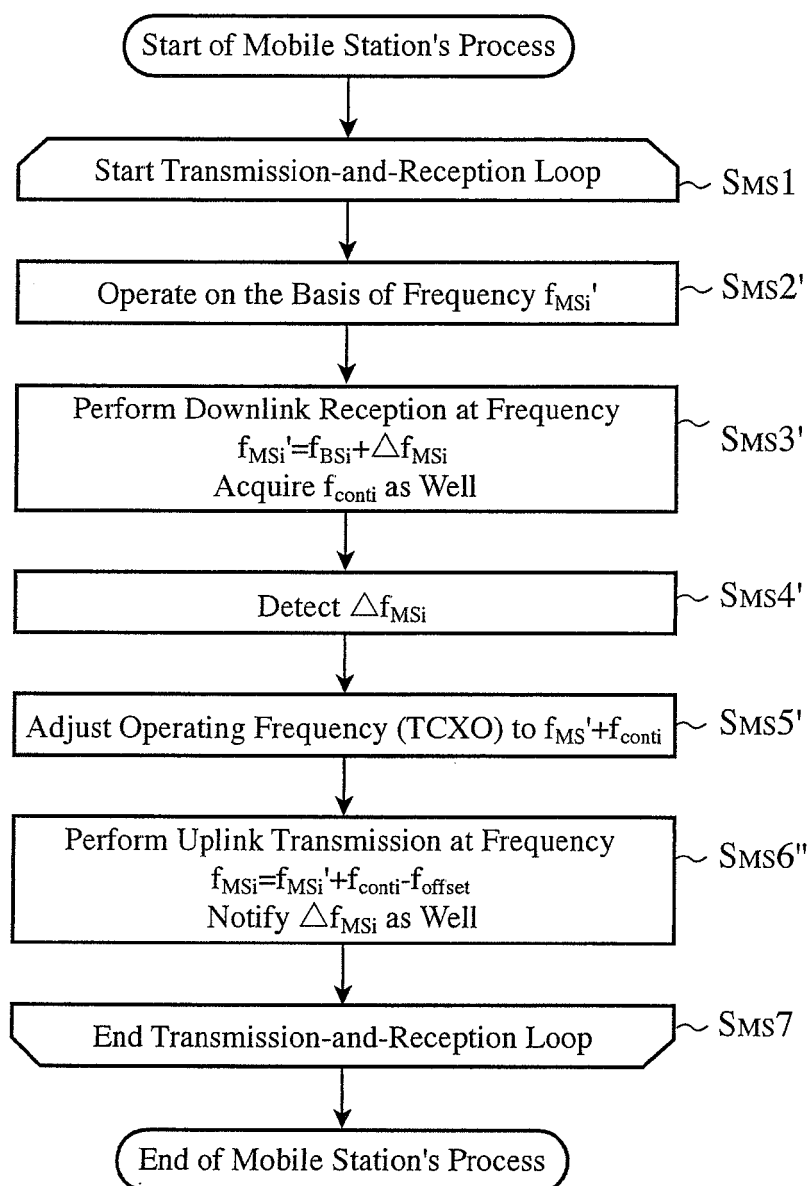 Start of Mobile Station's Process
Start Transmission-and-Reception Loop
SMS1
Operate on the Basis of Frequency fMSi'
SMS2'
Perform Downlink Reception at Frequency
fMSi'=fBSi+△fMSi
Acquire fconti as Well
SMS3'
Detect △fMSi
SMS4'
Adjust Operating Frequency (TCXO) to fMS'+fconti
SMS5'
Perform Uplink Transmission at Frequency
fMSi=fMSi'+fconti-foffset
Notify △fMSi as Well
SMS6"
End Transmission-and-Reception Loop
SMS7
End of Mobile Station's Process